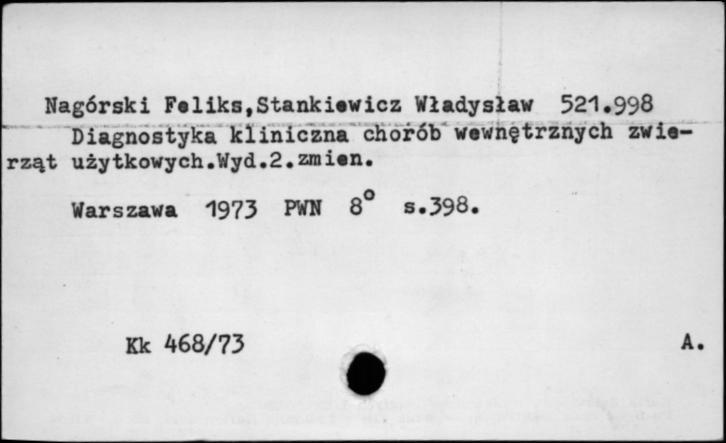 Nagórski Feliks,Stankiewicz Władysław 521.998
Diagnostyka kliniczna chorób wewnętrznych zwie-
rząt użytkowych.Wyd.2.zmien.
Warszawa 1973 PWN 8° s.398.
Kk 468/73 A.